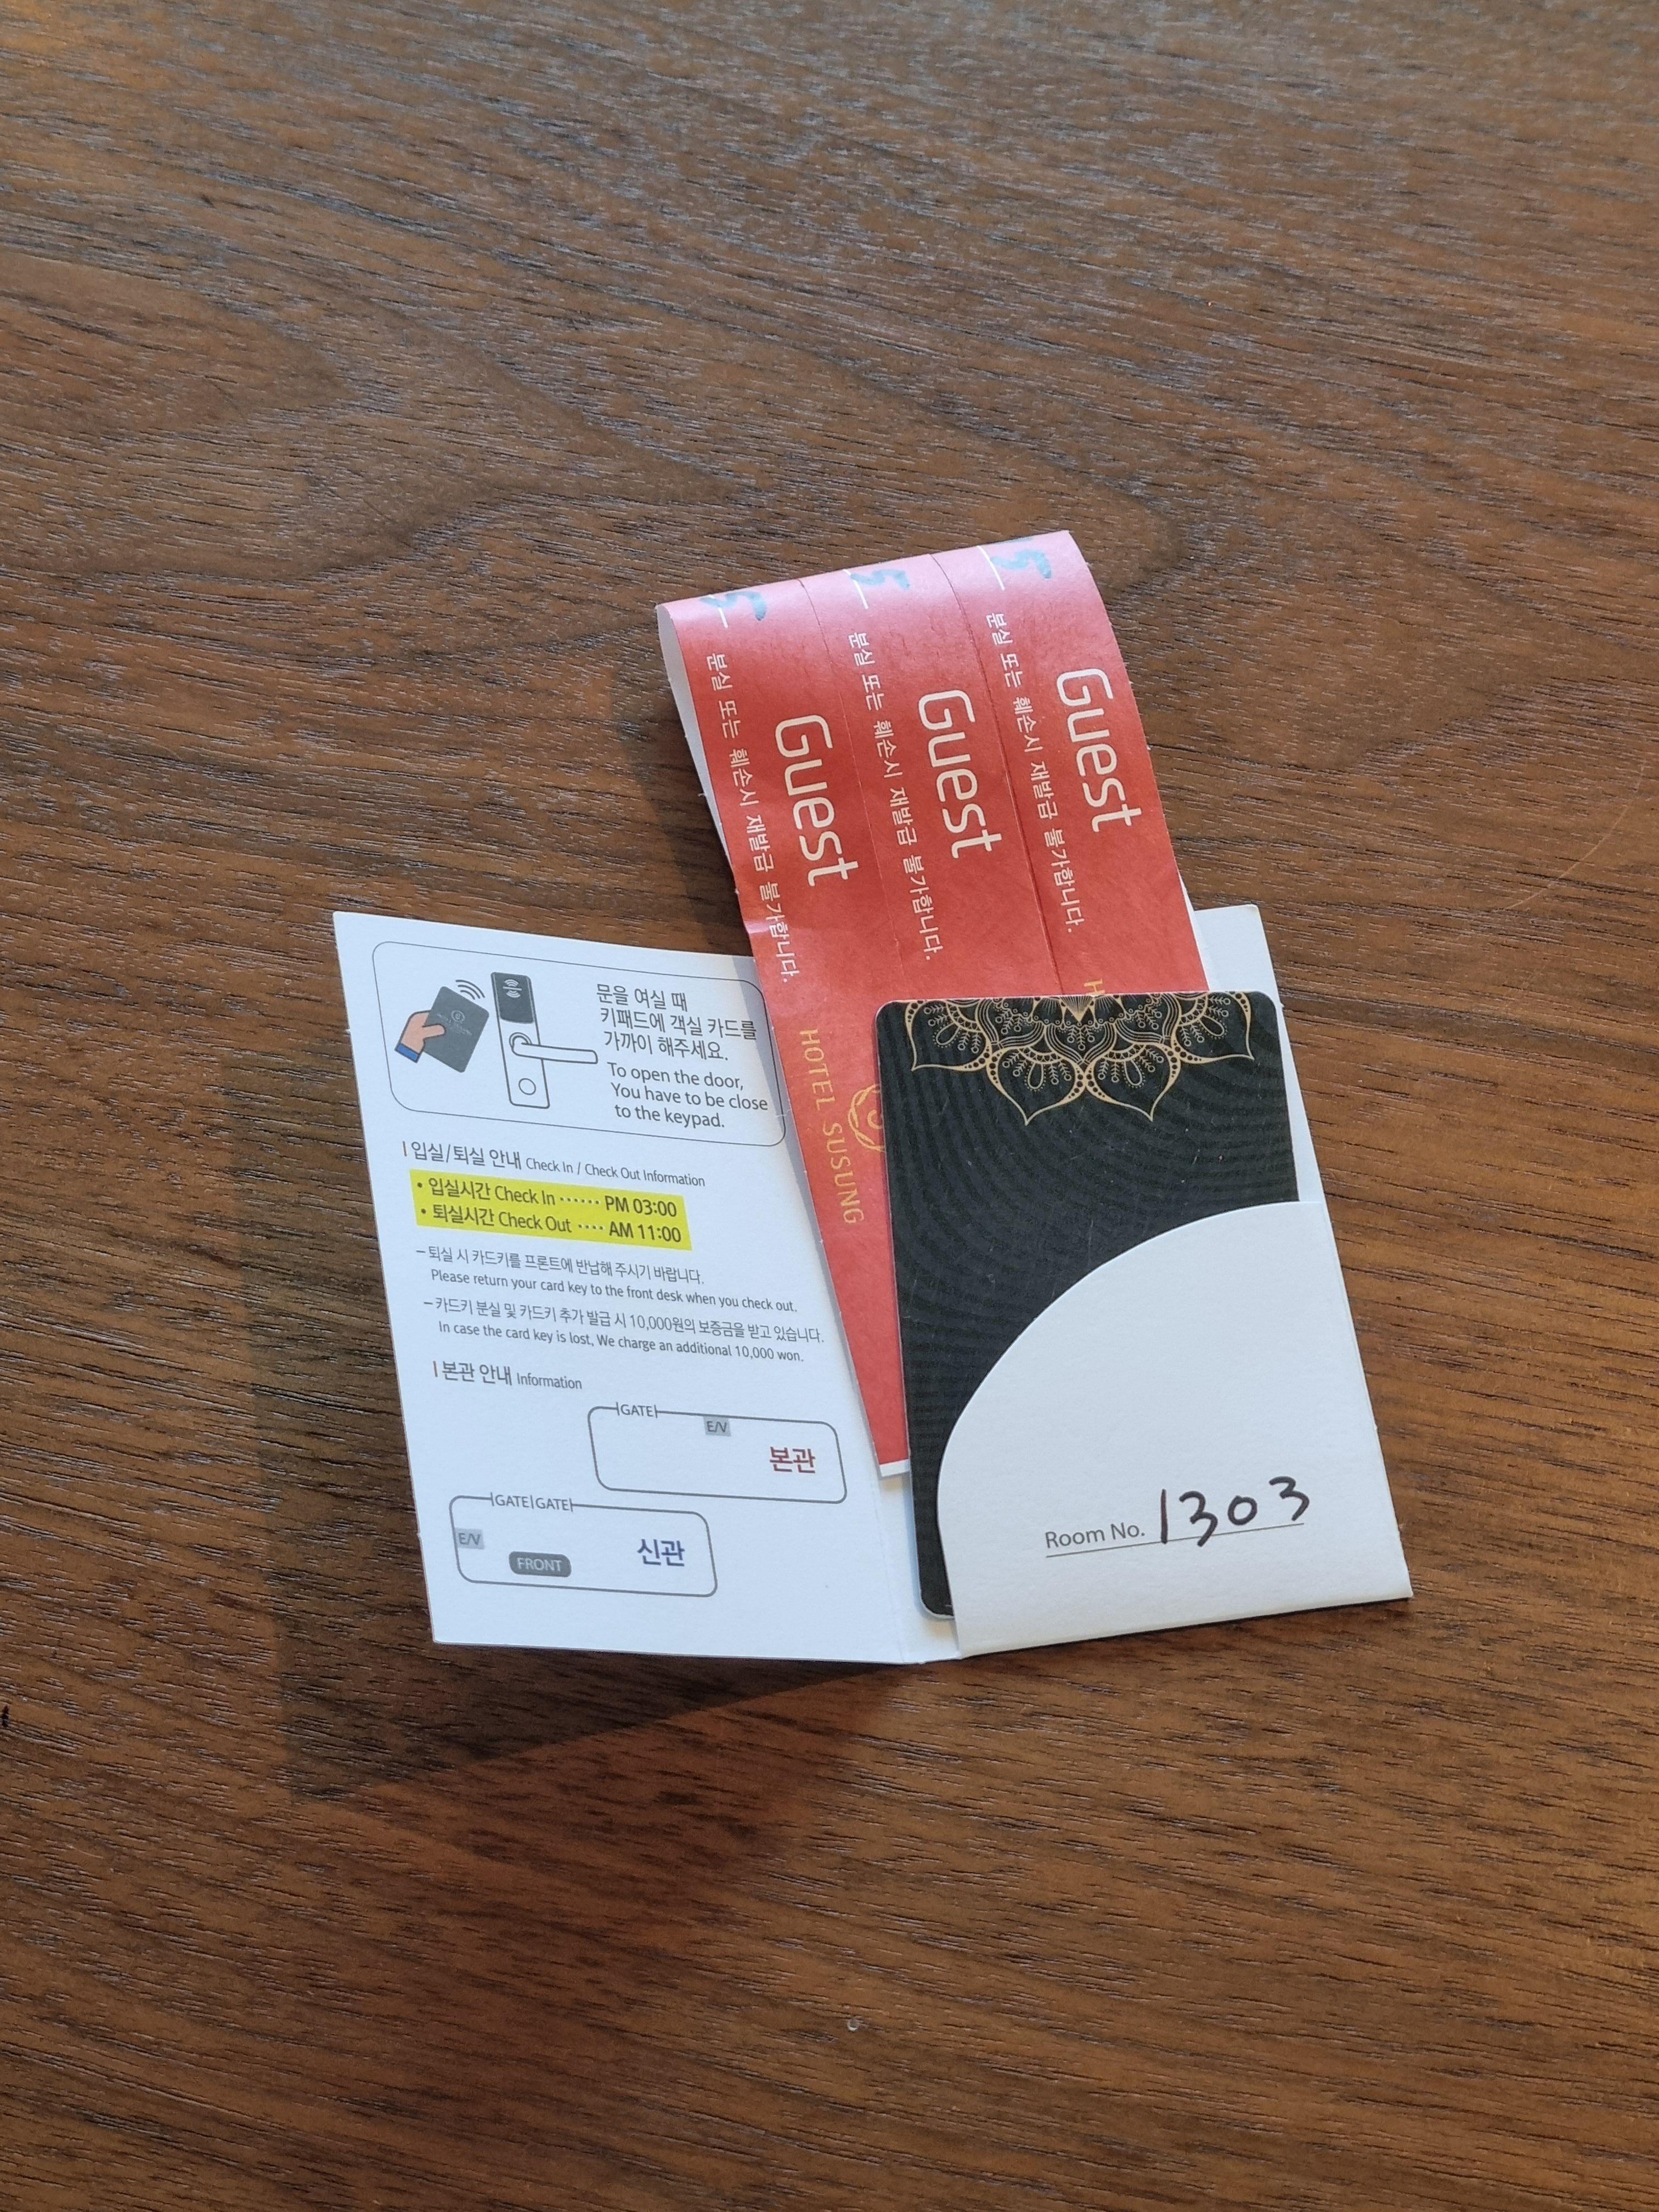 Guest
분실 또는 훼손시 재발급 불가합니다.
HOTEL SUSUNG
Guest
분실 또는 훼손시 재발급 불가합니다.
Guest
분실 또는 훼손시 재발급 불가합니다.
H
문을 여실 때
키패드에 객실 카드를
가까이 해주세요.
To open the door,
You have to be close
to the keypad.
입실/퇴실 안내 Check In / Check Out Information
• 입실시간 Check In ······ PM 03:00
• 퇴실시간 Check Out ···· AM 11:00
– 퇴실 시 카드키를 프론트에 반납해 주시기 바랍니다.
Please return your card key to the front desk when you check out.
– 카드키 분실 및 카드키 추가 발급 시 10,000원의 보증금을 받고 있습니다.
In case the card key is lost, We charge an additional 10,000 won.
본관 안내 Information
GATE
E/V
본관
GATE GATE
E/V
FRONT
신관
Room No. 1303